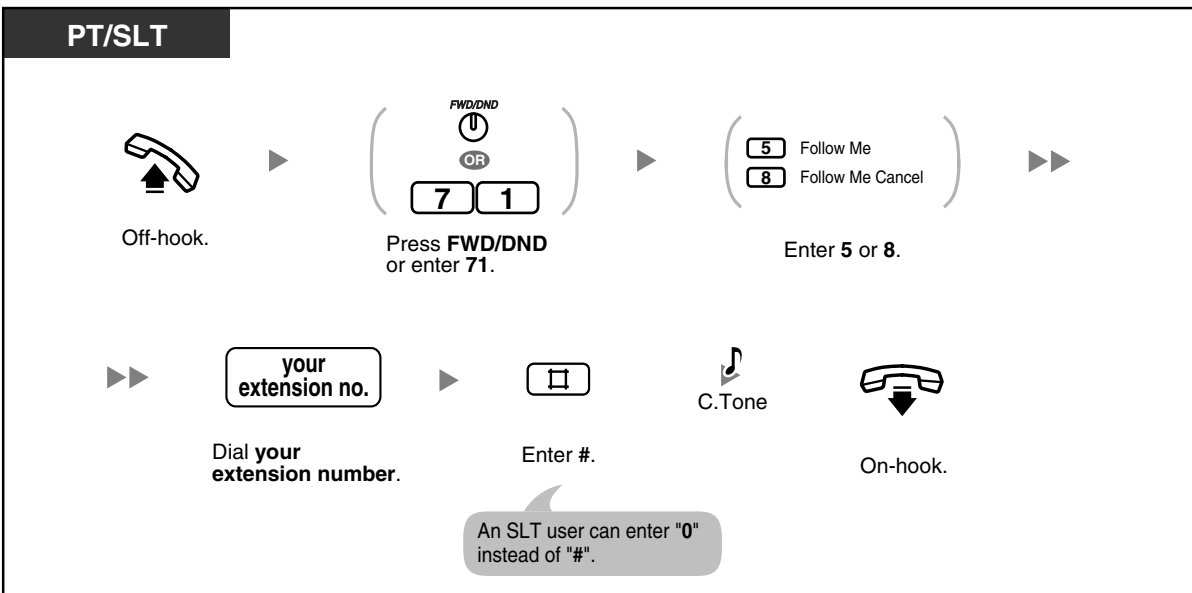 PT/SLT
FWD/DND
OR
7 1
5 Follow Me
8 Follow Me Cancel
Off-hook.
Press FWD/DND
or enter 71.
Enter 5 or 8.
your
extension no.
#
C.Tone
Dial your
extension number.
Enter #.
On-hook.
An SLT user can enter "0"
instead of "#".